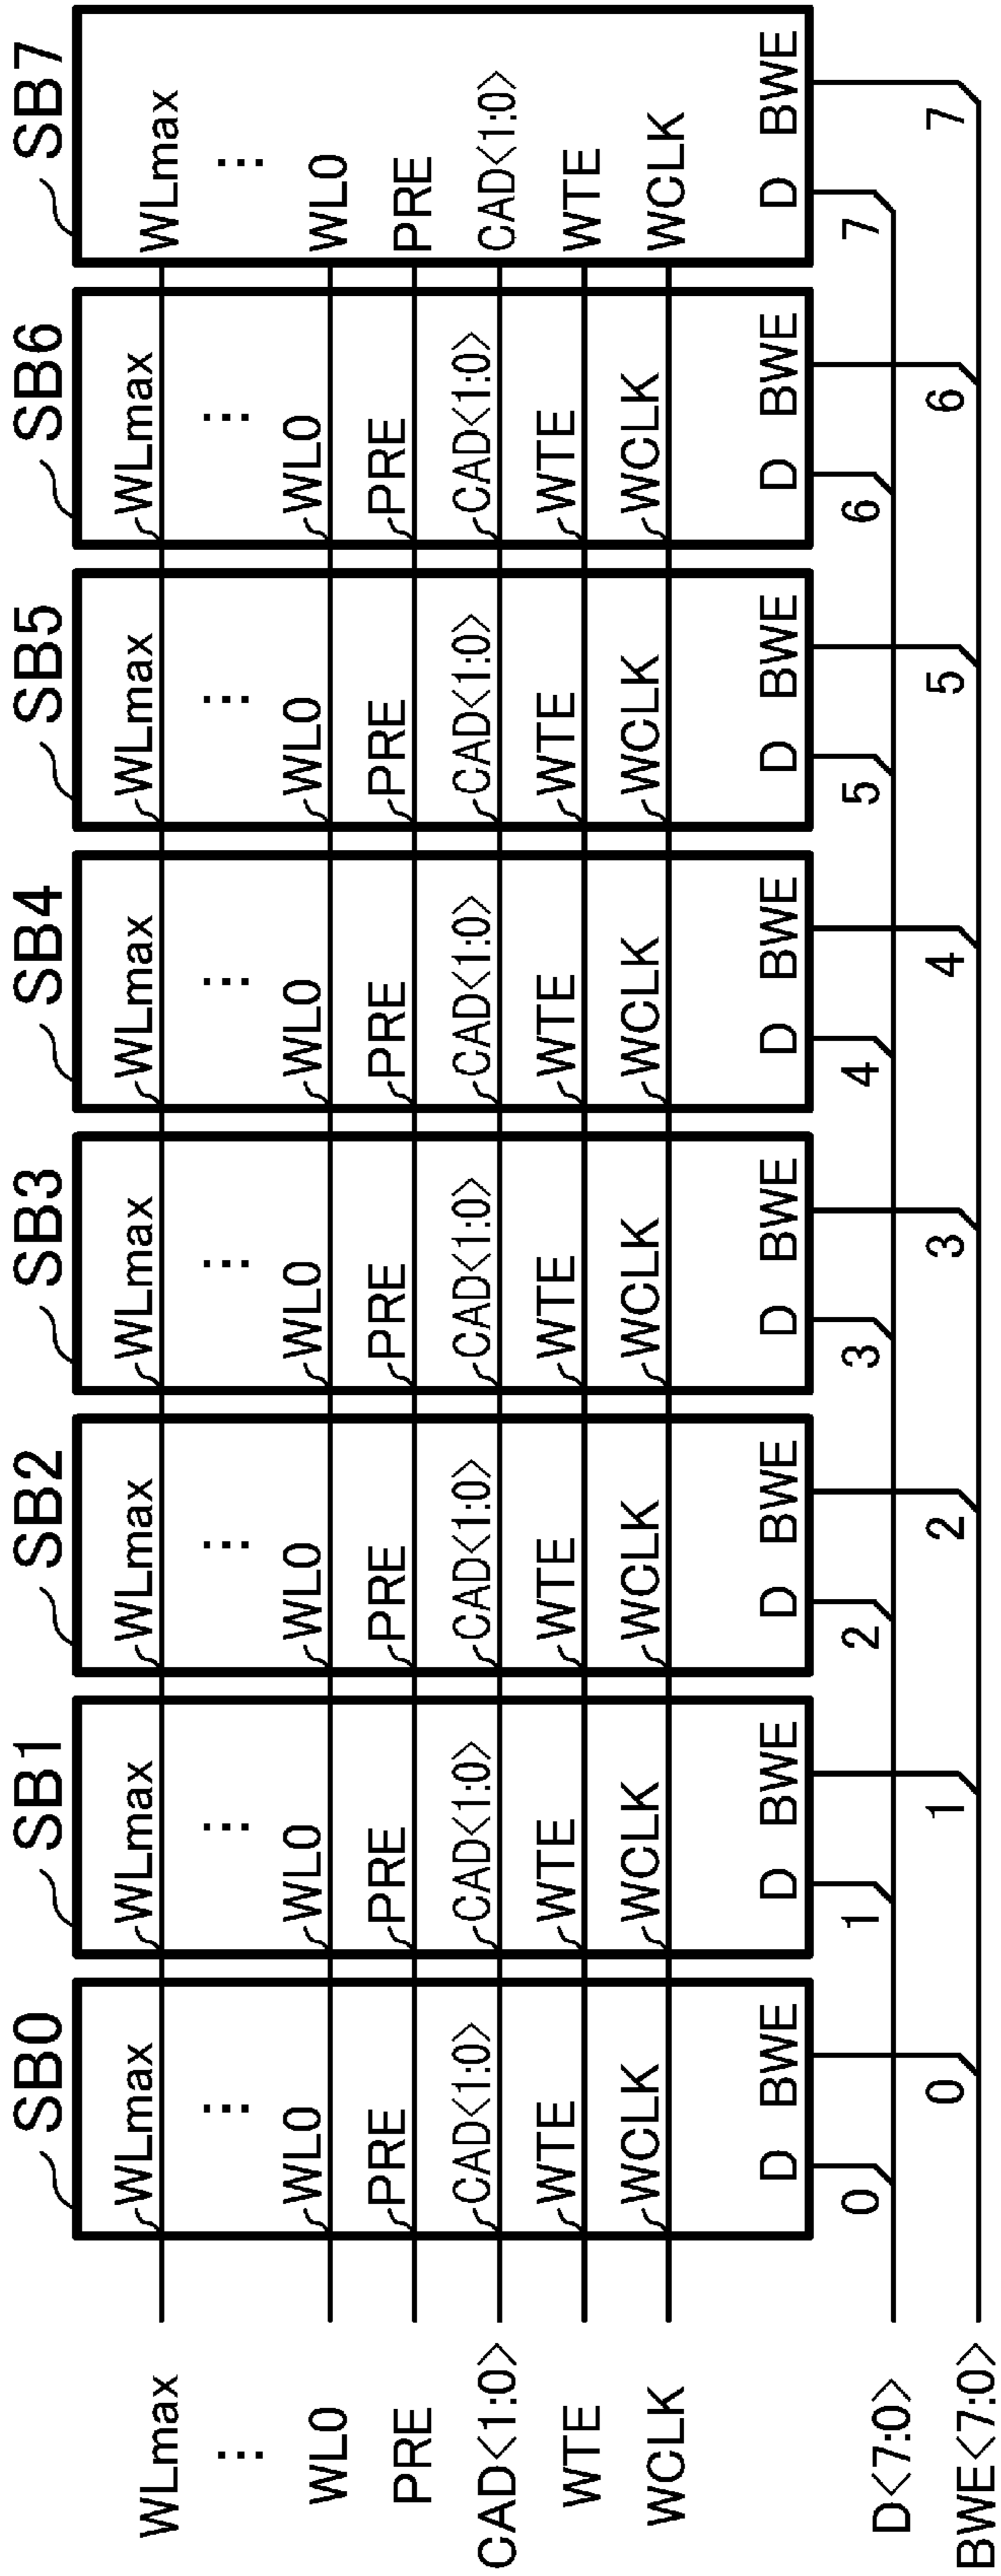 SB0 SB1 SB2 SB3 SB4 SB5 SB6 SB7
WLmax WLmax WLmax WLmax WLmax WLmax WLmax WLmax WLmax
... ... ... ... ... ... ... ... ...
WL0 WL0 WL0 WL0 WL0 WL0 WL0 WL0 WL0
PRE PRE PRE PRE PRE PRE PRE PRE PRE
CAD<1:0> CAD<1:0> CAD<1:0> CAD<1:0> CAD<1:0> CAD<1:0> CAD<1:0> CAD<1:0> CAD<1:0>
WTE WTE WTE WTE WTE WTE WTE WTE WTE
WCLK WCLK WCLK WCLK WCLK WCLK WCLK WCLK WCLK
D BWE D BWE D BWE D BWE D BWE D BWE D BWE D BWE
D<7:0> 0 1 2 3 4 5 6 7
BWE<7:0> 0 1 2 3 4 5 6 7